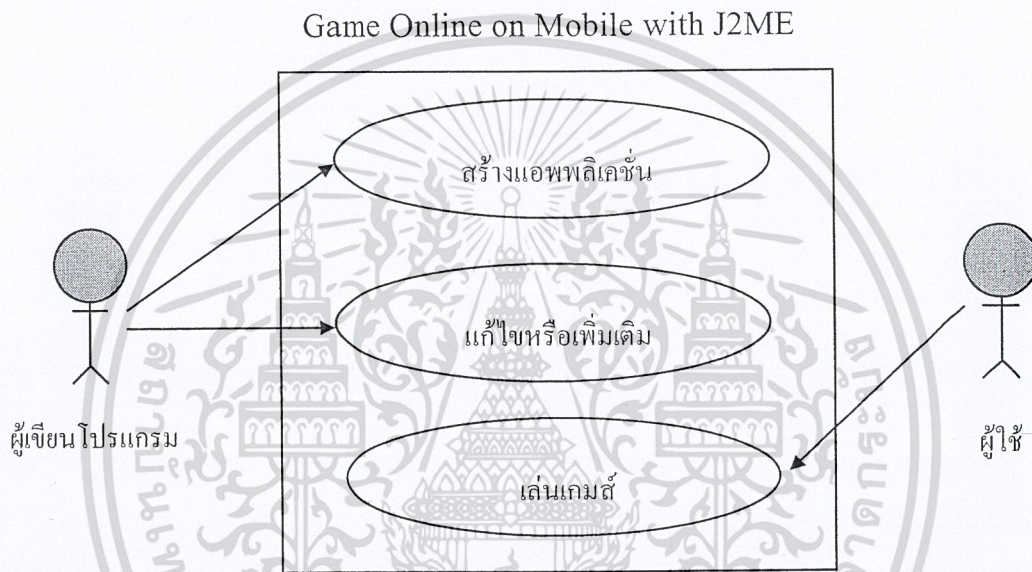 Game Online on Mobile with J2ME
สร้างแอพพลิเคชั่น
แก้ไขหรือเพิ่มเติม
เล่นเกมส์
ผู้เขียนโปรแกรม
ผู้ใช้